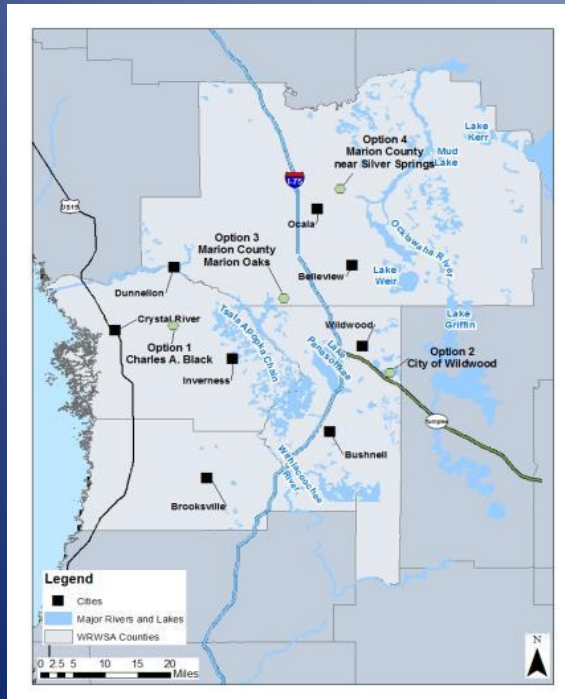 Lake
Kerr
Option 4
Marion County
near Silver Springs
Mud
Lake
I-75
US19
Ocala
Ocklawaha River
Option 3
Marion County
Marion Oaks
Belleview
Lake
Weir
Dunnellon
Lake
Griffin
Crystal River
Tsala Apopka Chain
Wildwood
Lake
Panasoffkee
Option 1
Charles A. Black
Option 2
City of Wildwood
Inverness
Turnpike
Bushnell
Withlacoochee
River
Brooksville
Legend
Cities
Major Rivers and Lakes
WRWSA Counties
0 2.5 5 10 15 20
Miles
N